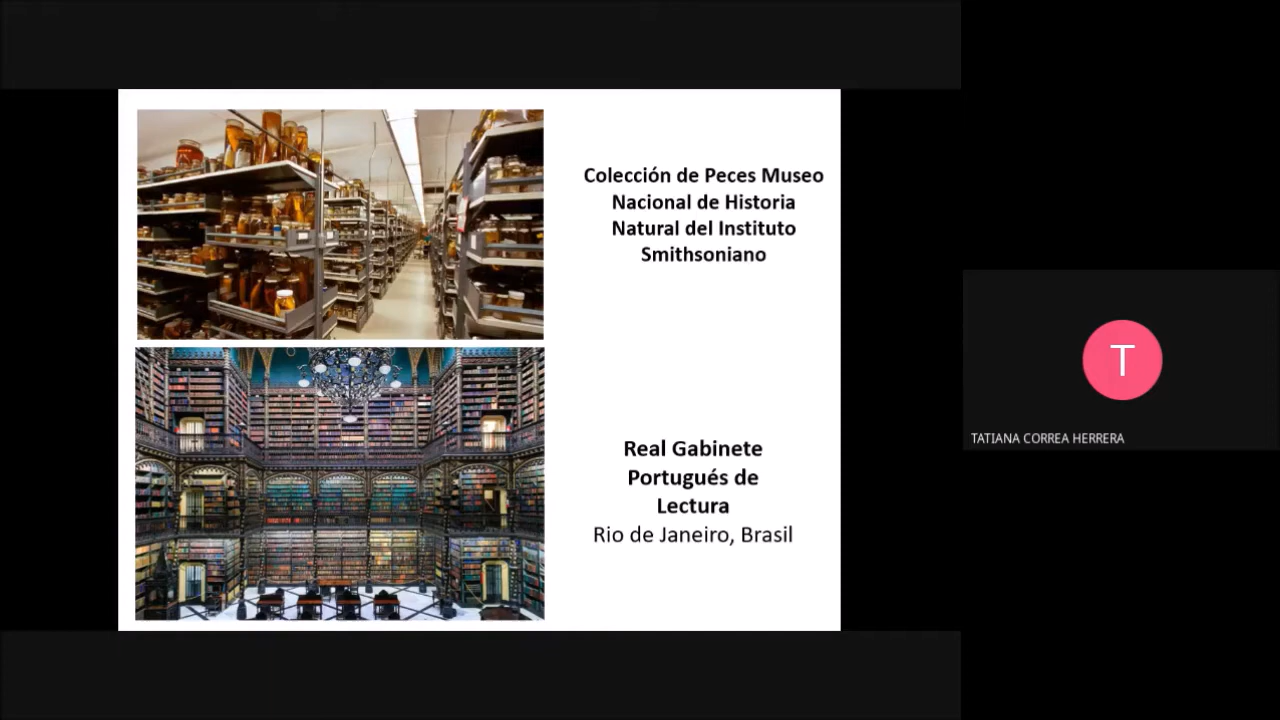 Colección de Peces Museo
Nacional de Historia
Natural del Instituto
Smithsoniano
Real Gabinete
Portugués de
Lectura
Rio de Janeiro, Brasil
T
TATIANA CORREA HERRERA